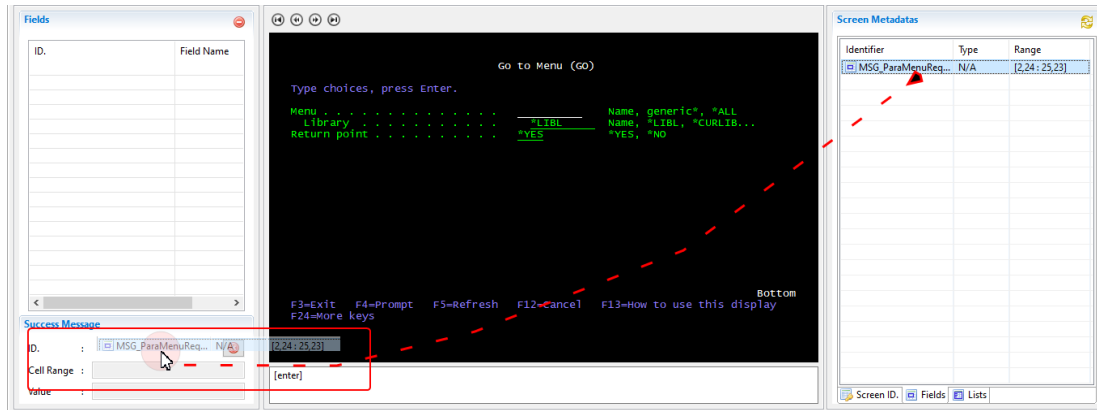 Fields
ID. Field Name
Success Message
ID. : MSG_ParaMenuReq... N/A [2,24 : 25,23]
Cell Range :
Value :
Go to Menu (GO)
Type choices, press Enter.
Menu . . . . . . . . . . . . . . Name, generic*, *ALL
Library . . . . . . . . . . *LIBL Name, *LIBL, *CURLIB...
Return point . . . . . . . . . . *YES *YES, *NO
Bottom
F3=Exit F4=Prompt F5=Refresh F12=Cancel F13=How to use this display
F24=More keys
[enter]
Screen Metadatas
Identifier Type Range
MSG_ParaMenuReq... N/A [2,24 : 25,23]
Screen ID. Fields Lists